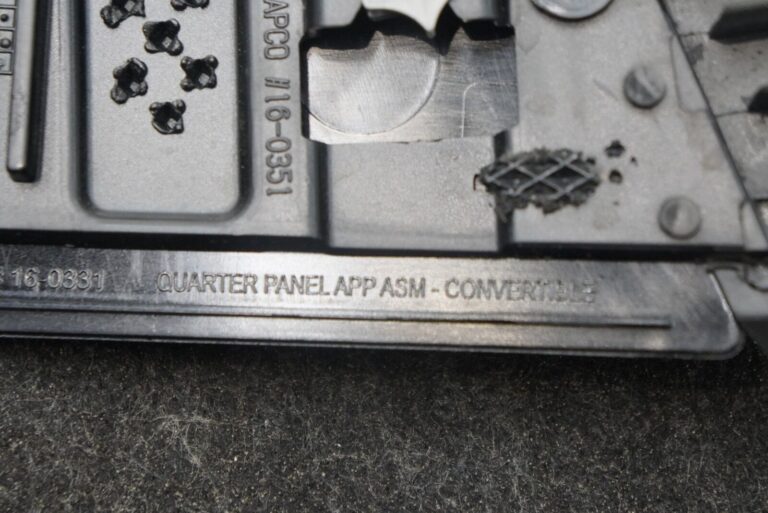 APCO #16-0351
16-0331 QUARTER PANEL APP ASM - CONVERTIBLE